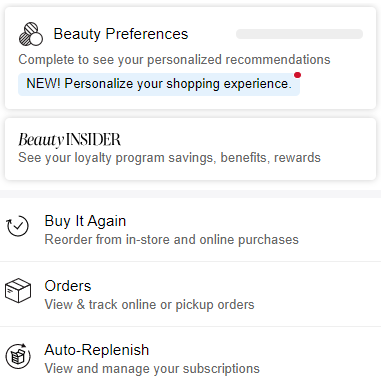 Beauty Preferences
Complete to see your personalized recommendations
NEW! Personalize your shopping experience.
Beauty INSIDER
See your loyalty program savings, benefits, rewards
Buy It Again
Reorder from in-store and online purchases
Orders
View & track online or pickup orders
Auto-Replenish
View and manage your subscriptions